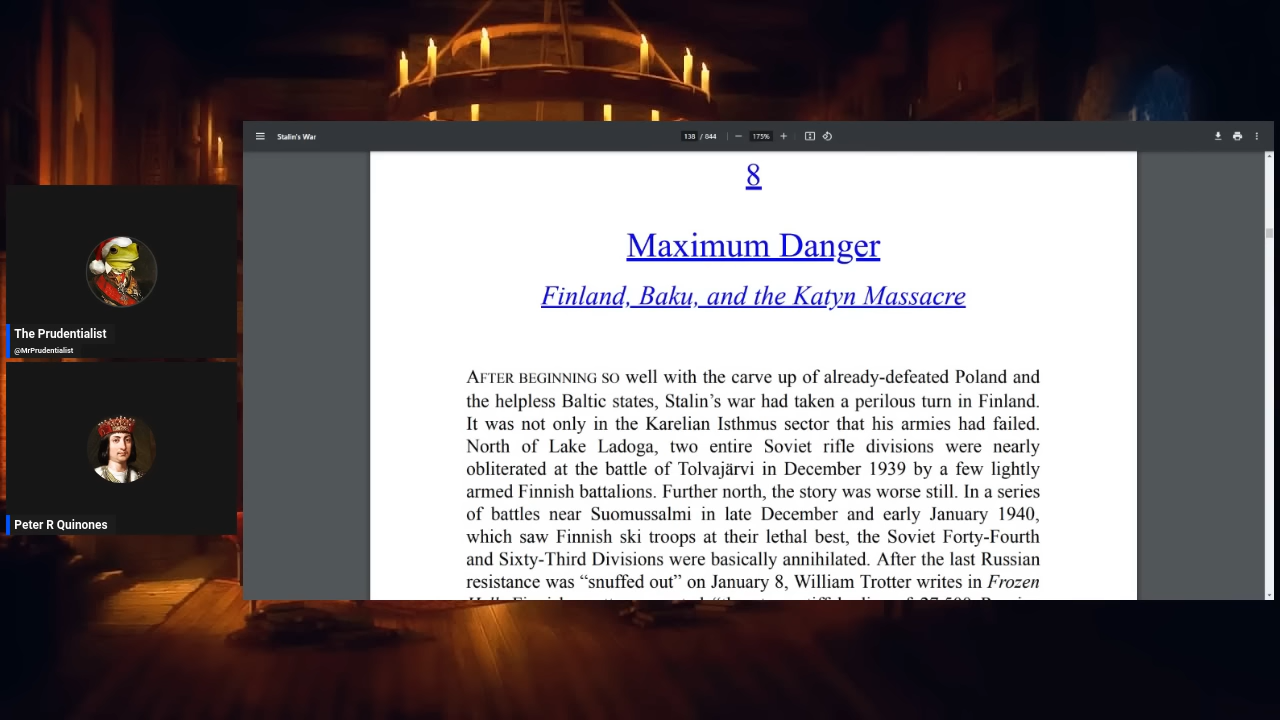 Stalin's War
138 / 844
175%
8
Maximum Danger
Finland, Baku, and the Katyn Massacre
AFTER BEGINNING SO well with the carve up of already-defeated Poland and
the helpless Baltic states, Stalin's war had taken a perilous turn in Finland.
It was not only in the Karelian Isthmus sector that his armies had failed.
North of Lake Ladoga, two entire Soviet rifle divisions were nearly
obliterated at the battle of Tolvajärvi in December 1939 by a few lightly
armed Finnish battalions. Further north, the story was worse still. In a series
of battles near Suomussalmi in late December and early January 1940,
which saw Finnish ski troops at their lethal best, the Soviet Forty-Fourth
and Sixty-Third Divisions were basically annihilated. After the last Russian
resistance was “snuffed out” on January 8, William Trotter writes in Frozen
The Prudentialist
@MrPrudentialist
Peter R Quinones